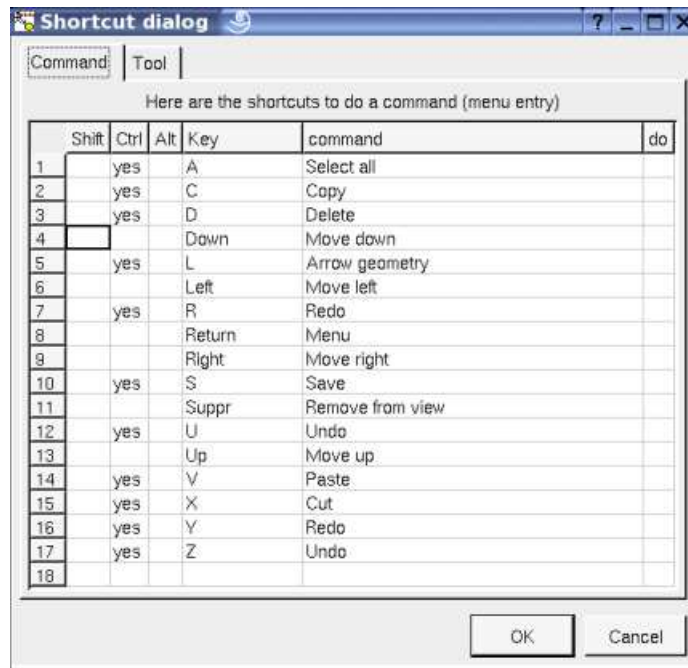 Shortcut dialog ? _ X
Command Tool
Here are the shortcuts to do a command (menu entry)
Shift Ctrl Alt Key command do
1 yes A Select all
2 yes C Copy
3 yes D Delete
4 Down Move down
5 yes L Arrow geometry
6 Left Move left
7 yes R Redo
8 Return Menu
9 Right Move right
10 yes S Save
11 Suppr Remove from view
12 yes U Undo
13 Up Move up
14 yes V Paste
15 yes X Cut
16 yes Y Redo
17 yes Z Undo
18
OK Cancel